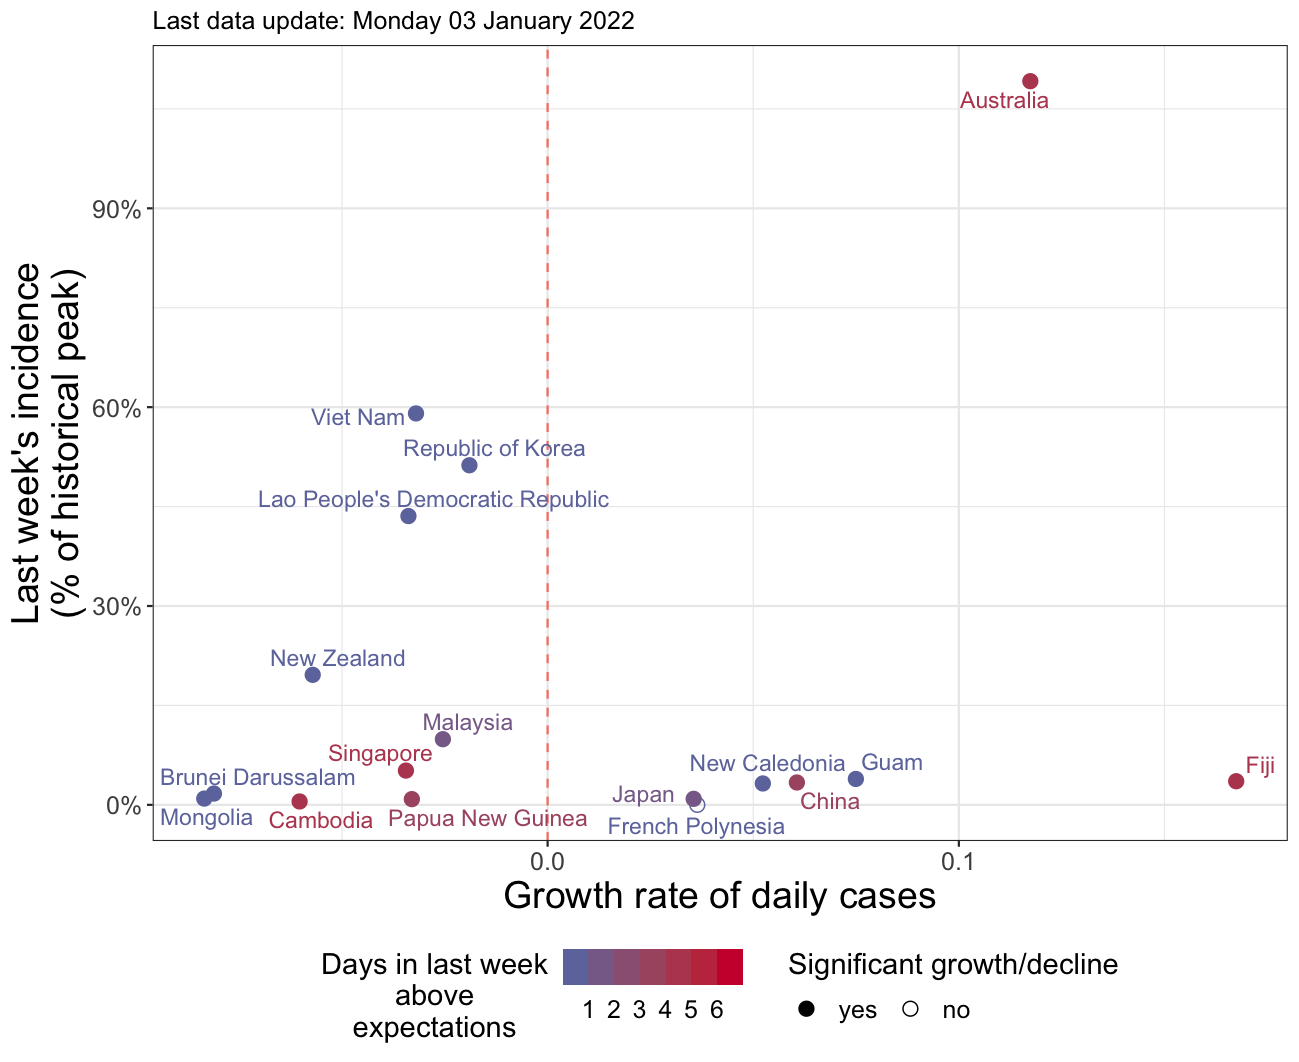 Last data update: Monday 03 January 2022
Australia
90%
Last week's incidence
(% of historical peak)
60%
Viet Nam
Republic of Korea
Lao People's Democratic Republic
30%
New Zealand
Malaysia
Singapore
New Caledonia
Guam
Fiji
Brunei Darussalam
Japan
China
0%
Mongolia
Cambodia
Papua New Guinea
French Polynesia
0.0
0.1
Growth rate of daily cases
Days in last week
above
expectations
1 2 3 4 5 6
Significant growth/decline
yes
no